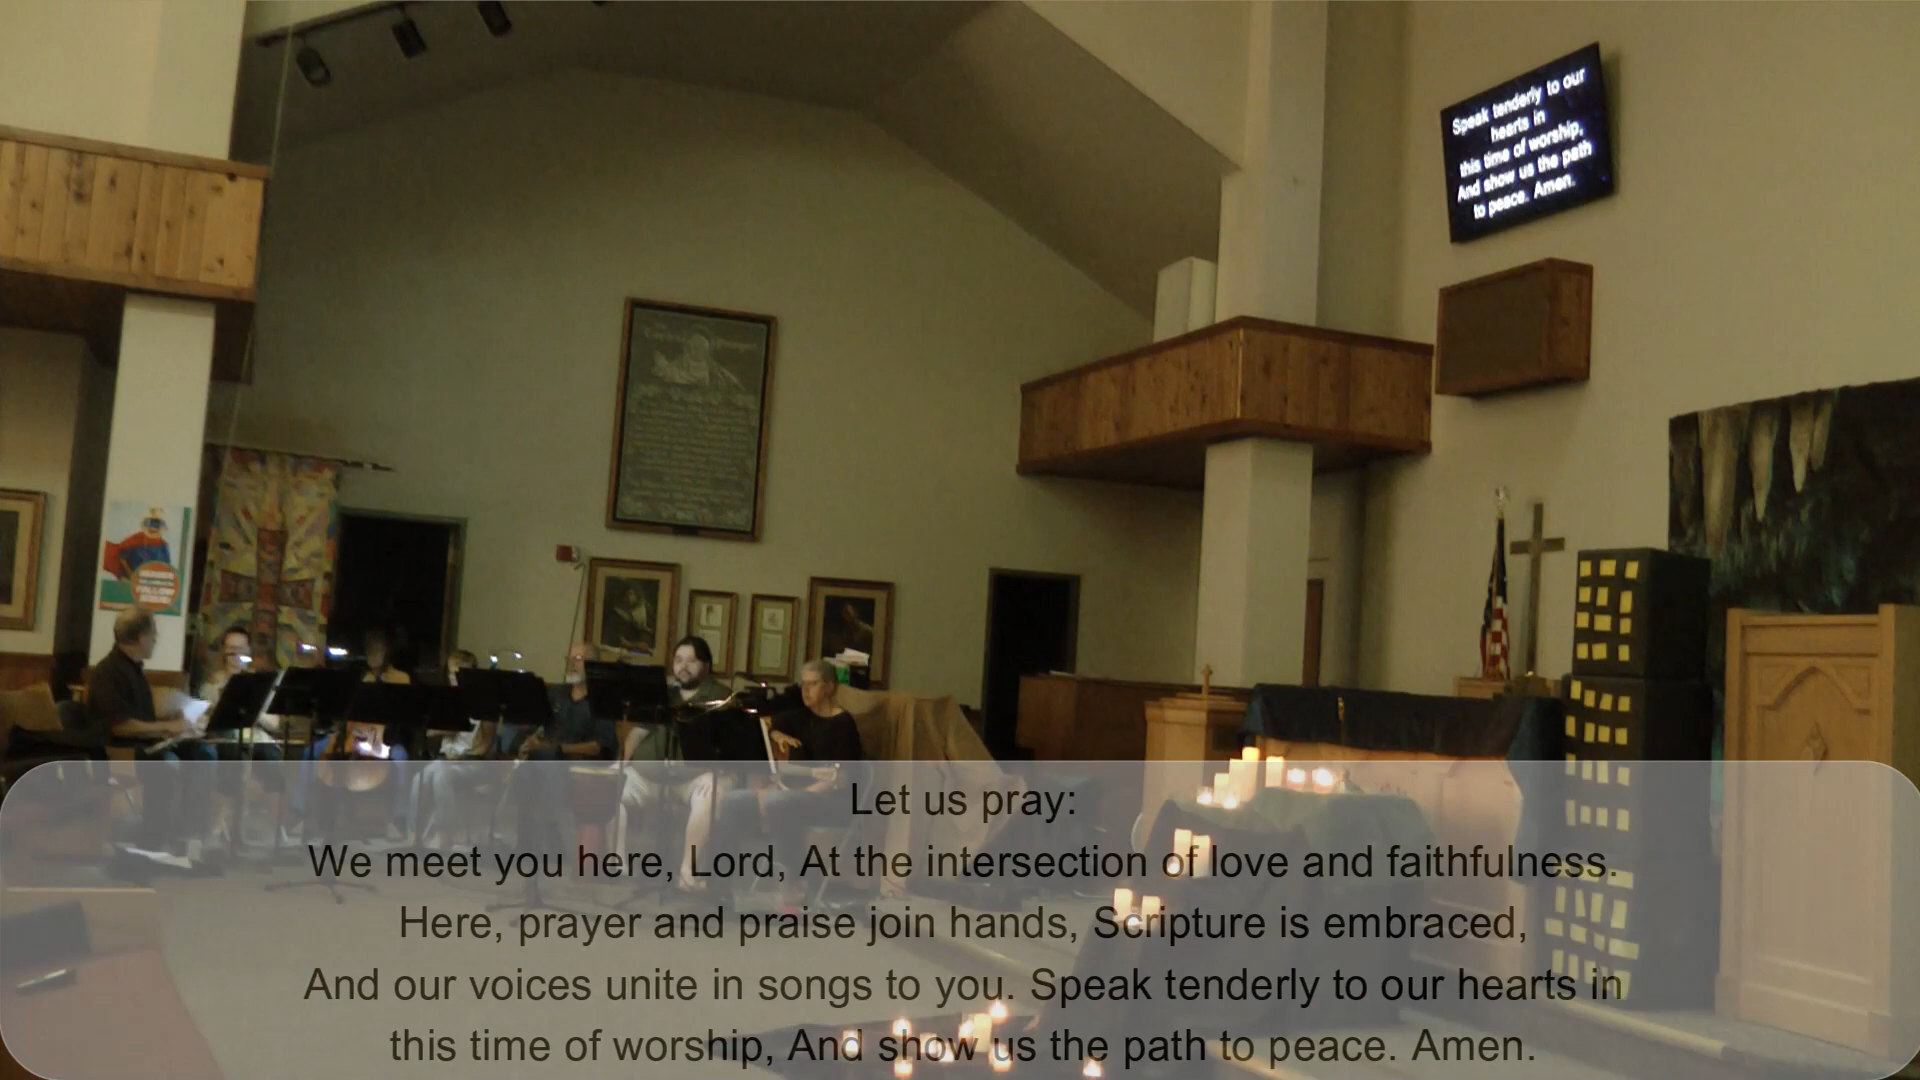 Speak tenderly to our
hearts in
this time of worship,
And show us the path
to peace. Amen.
FOLLOW
Let us pray:
We meet you here, Lord, At the intersection of love and faithfulness.
Here, prayer and praise join hands, Scripture is embraced,
And our voices unite in songs to you. Speak tenderly to our hearts in
this time of worship, And show us the path to peace. Amen.